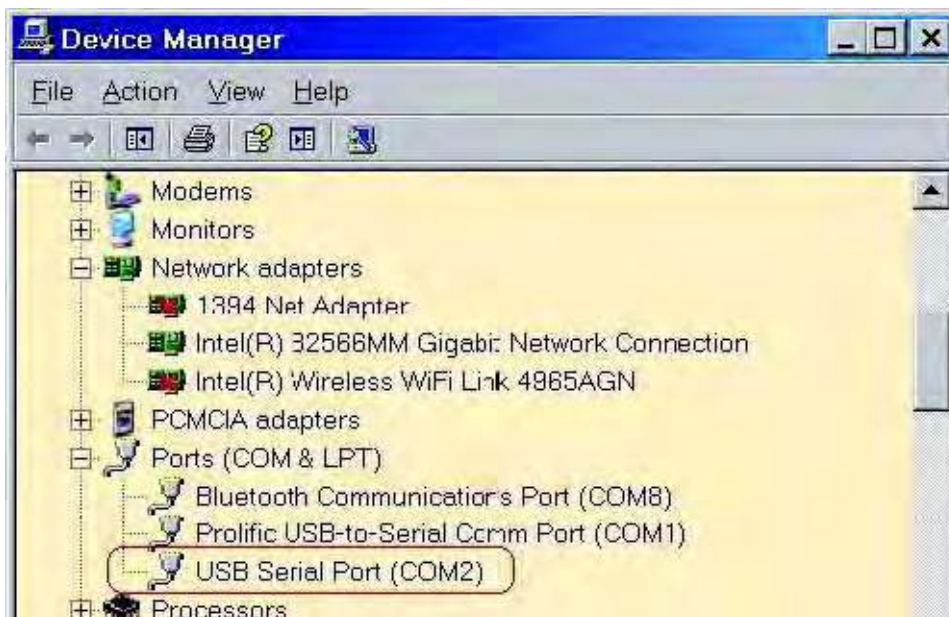 Device Manager
File Action View Help
Modems
Monitors
Network adapters
1394 Net Adapter
Intel(R) 82566MM Gigabit Network Connection
Intel(R) Wireless WiFi Link 4965AGN
PCMCIA adapters
Ports (COM & LPT)
Bluetooth Communications Port (COM8)
Prolific USB-to-Serial Comm Port (COM1)
USB Serial Port (COM2)
Processors